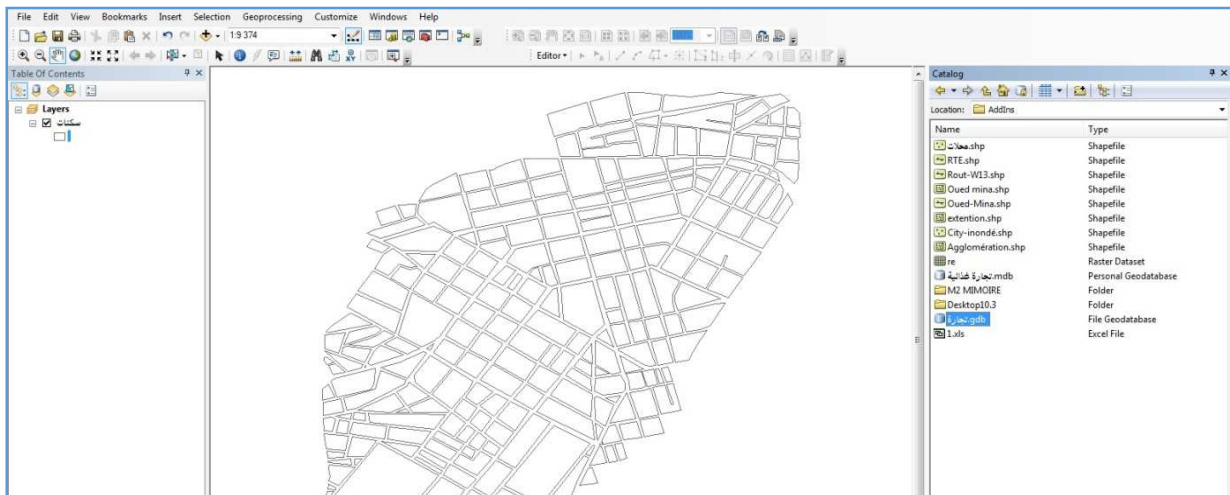 File Edit View Bookmarks Insert Selection Geoprocessing Customize Windows Help
1:9 374
Editor
Table Of Contents
Layers
سكنات
Catalog
Location: AddIns
Name Type
محلات.shp Shapefile
RTE.shp Shapefile
Rout-W13.shp Shapefile
Oued mina.shp Shapefile
Oued-Mina.shp Shapefile
extention.shp Shapefile
City-inondé.shp Shapefile
Agglomération.shp Shapefile
re Raster Dataset
تجارة غذائية.mdb Personal Geodatabase
M2 MIMOIRE Folder
Desktop10.3 Folder
تجارة.gdb File Geodatabase
1.xls Excel File